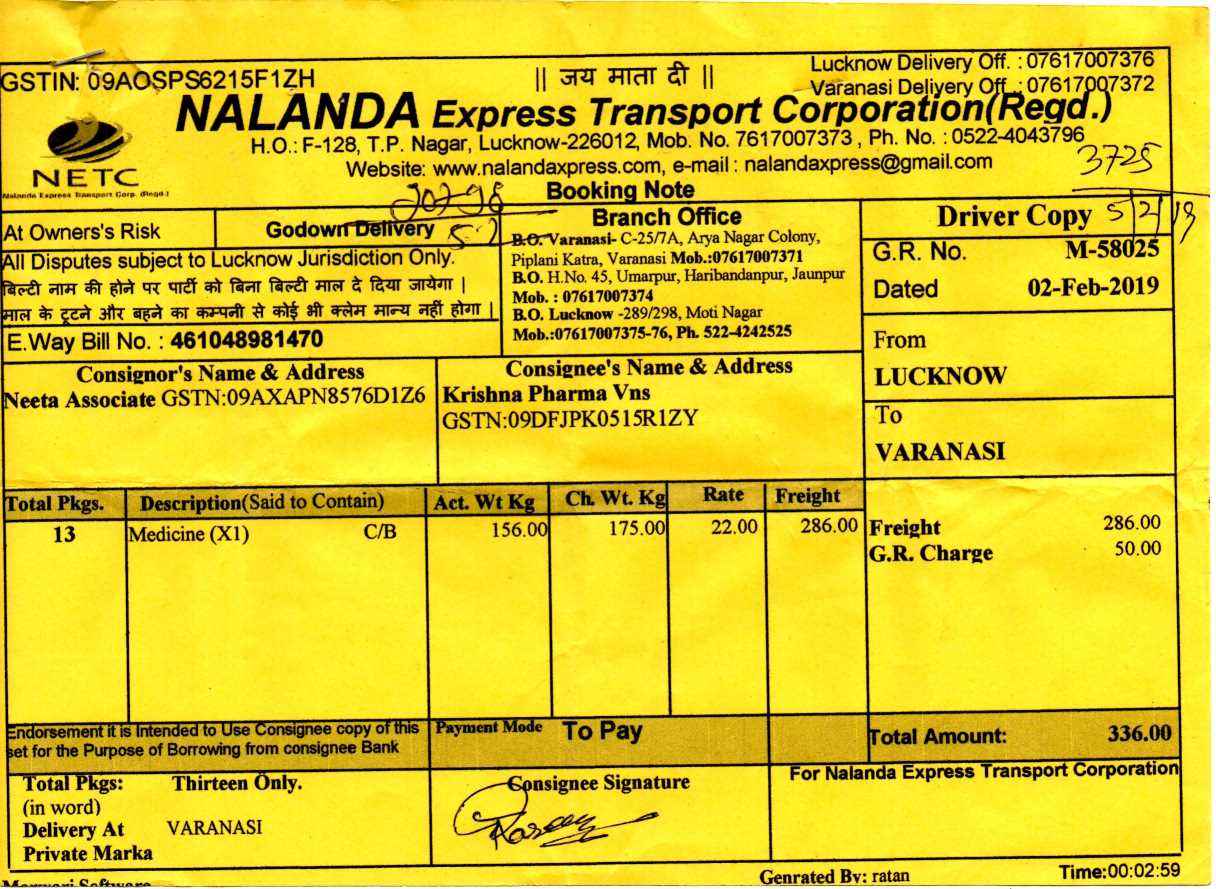 GSTIN: 09AOSPS6215F1ZH
|| जय माता दी ||
Lucknow Delivery Off. : 07617007376
Varanasi Delivery Off. : 07617007372
NALANDA Express Transport Corporation(Regd.)
H.O.: F-128, T.P. Nagar, Lucknow-226012, Mob. No. 7617007373 , Ph. No. : 0522-4043796
Website: www.nalandaxpress.com, e-mail : nalandaxpress@gmail.com
3725
NETC
Nalanda Express Transport Corp. (Regd.)
Booking Note
At Owners's Risk
Godown Delivery
All Disputes subject to Lucknow Jurisdiction Only.
बिल्टी नाम की होने पर पार्टी को बिना बिल्टी माल दे दिया जायेगा |
माल के टूटने और बहने का कम्पनी से कोई भी क्लेम मान्य नहीं होगा |
E.Way Bill No. : 461048981470
Branch Office
B.O. Varanasi- C-25/7A, Arya Nagar Colony,
Piplani Katra, Varanasi Mob.:07617007371
B.O. H.No. 45, Umarpur, Haribandanpur, Jaunpur
Mob. : 07617007374
B.O. Lucknow -289/298, Moti Nagar
Mob.:07617007375-76, Ph. 522-4242525
Driver Copy 5/2/19
G.R. No. M-58025
Dated 02-Feb-2019
From
LUCKNOW
To
VARANASI
Consignor's Name & Address
Neeta Associate GSTN:09AXAPN8576D1Z6
Consignee's Name & Address
Krishna Pharma Vns
GSTN:09DFJPK0515R1ZY
Total Pkgs. Description(Said to Contain) Act. Wt Kg Ch. Wt. Kg Rate Freight
13 Medicine (X1) C/B 156.00 175.00 22.00 286.00
Freight 286.00
G.R. Charge 50.00
Endorsement it is Intended to Use Consignee copy of this
set for the Purpose of Borrowing from consignee Bank
Payment Mode To Pay
Total Amount: 336.00
Total Pkgs: Thirteen Only.
(in word)
Delivery At VARANASI
Private Marka
Consignee Signature
For Nalanda Express Transport Corporation
Marwari Software
Genrated By: ratan
Time:00:02:59